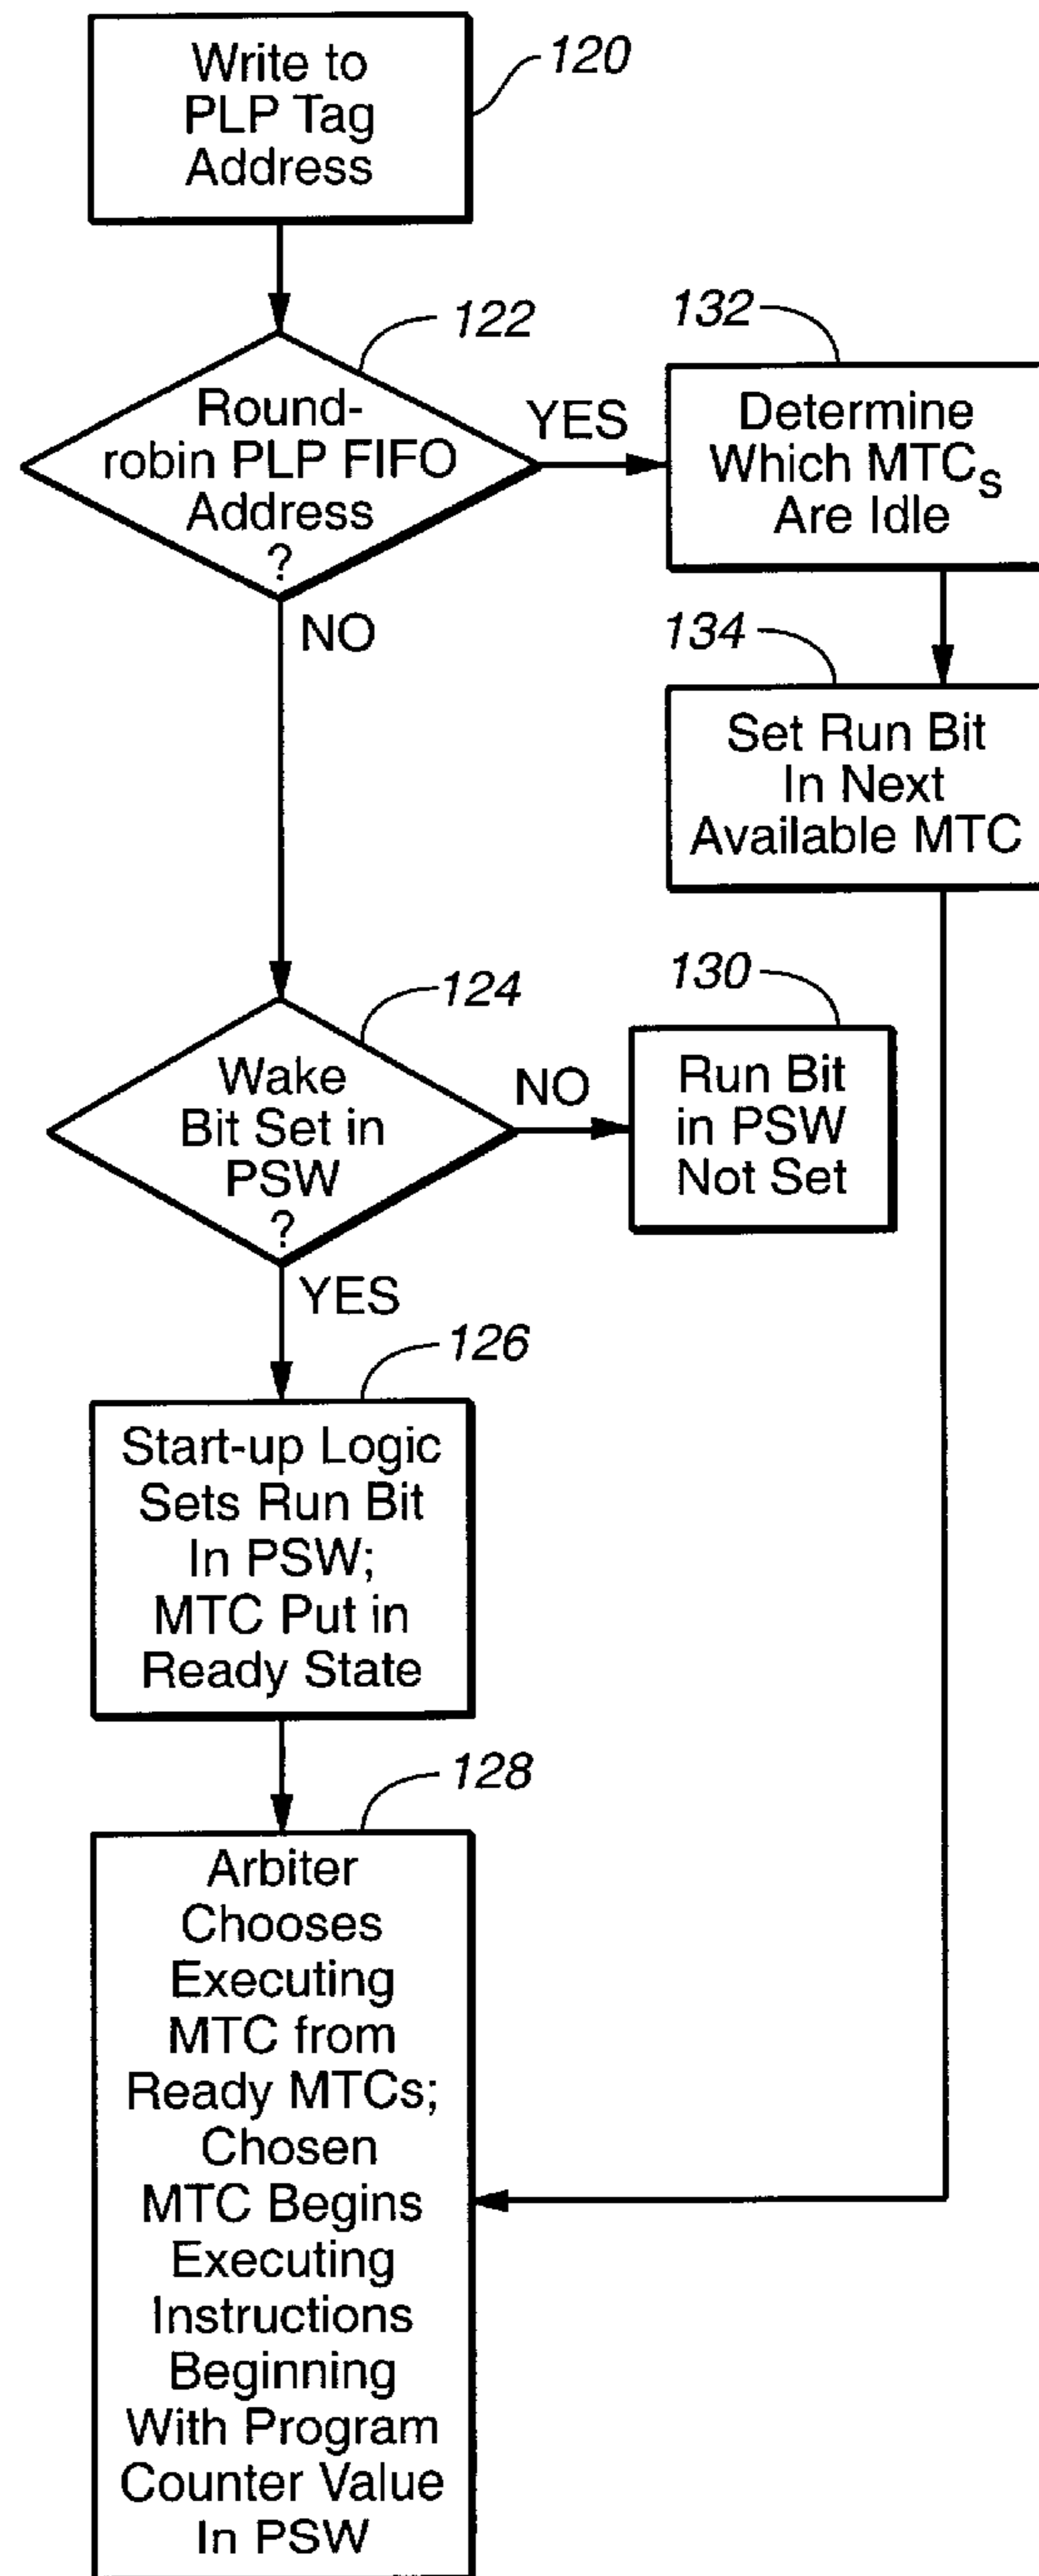 Write to
PLP Tag
Address
120
122
Round-
robin PLP FIFO
Address
?
YES
NO
132
Determine
Which MTCs
Are Idle
134
Set Run Bit
In Next
Available MTC
124
Wake
Bit Set in
PSW
?
NO
YES
130
Run Bit
in PSW
Not Set
126
Start-up Logic
Sets Run Bit
In PSW;
MTC Put in
Ready State
128
Arbiter
Chooses
Executing
MTC from
Ready MTCs;
Chosen
MTC Begins
Executing
Instructions
Beginning
With Program
Counter Value
In PSW